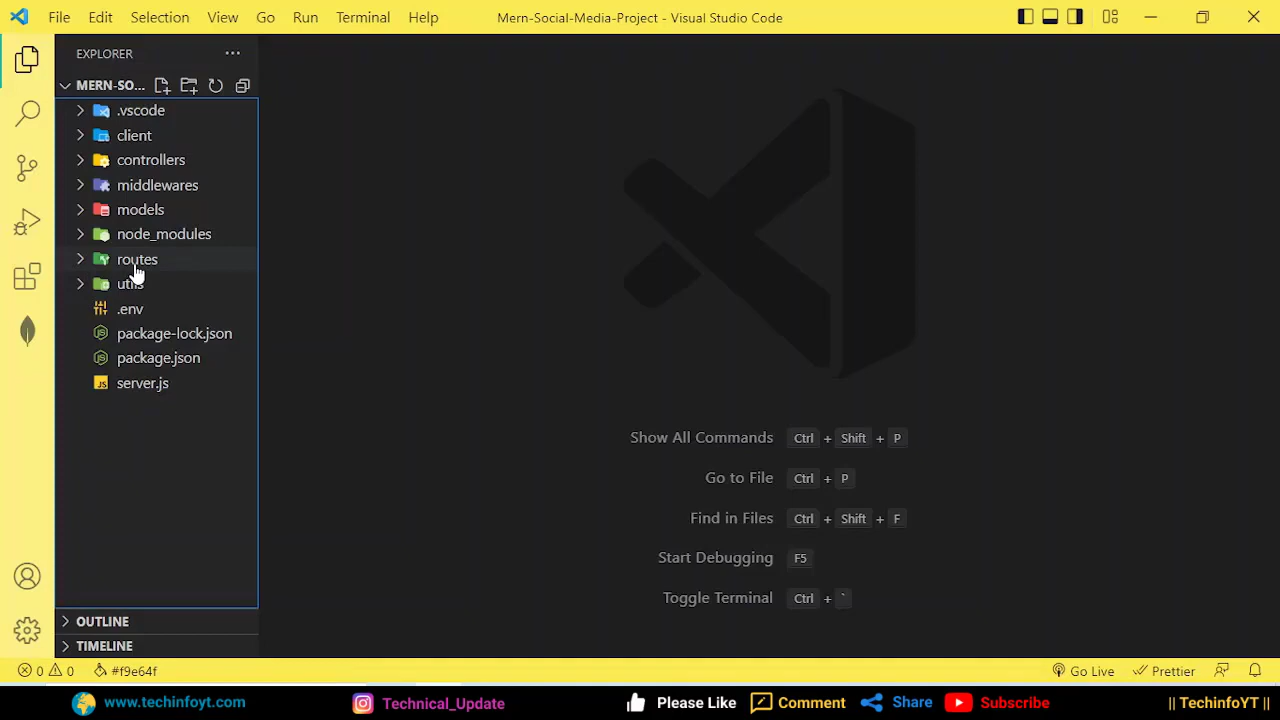 File Edit Selection View Go Run Terminal Help
Mern-Social-Media-Project - Visual Studio Code
EXPLORER
MERN-SO...
.vscode
client
controllers
middlewares
models
node_modules
routes
utils
.env
package-lock.json
package.json
JS server.js
Show All Commands Ctrl + Shift + P
Go to File Ctrl + P
Find in Files Ctrl + Shift + F
Start Debugging F5
Toggle Terminal Ctrl + `
OUTLINE
TIMELINE
0 0 #f9e64f Go Live Prettier
www.techinfoyt.com Technical_Update Please Like Comment Share Subscribe || TechinfoYT ||